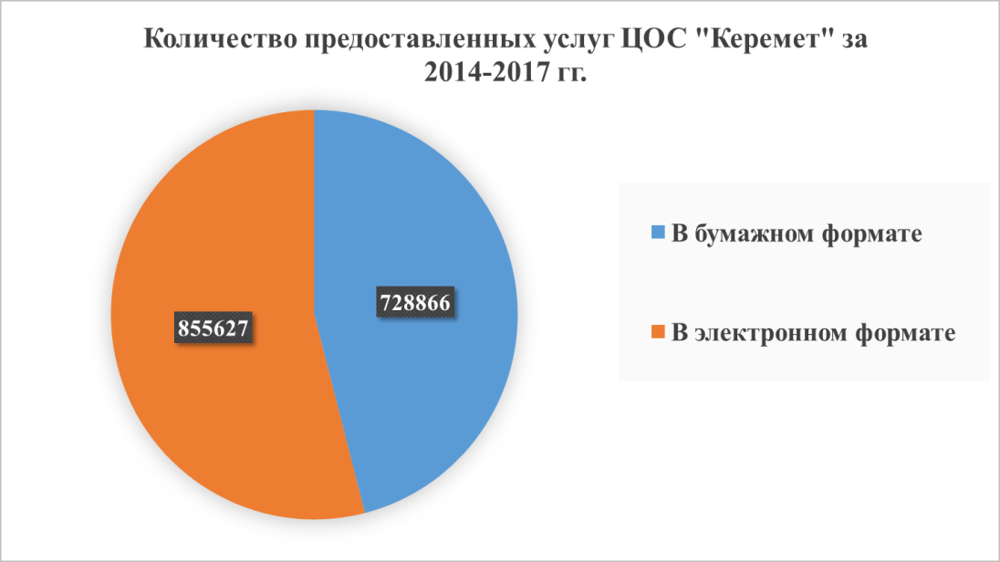 Количество предоставленных услуг ЦОС "Керемет" за
2014-2017 гг.
728866
855627
В бумажном формате
В электронном формате